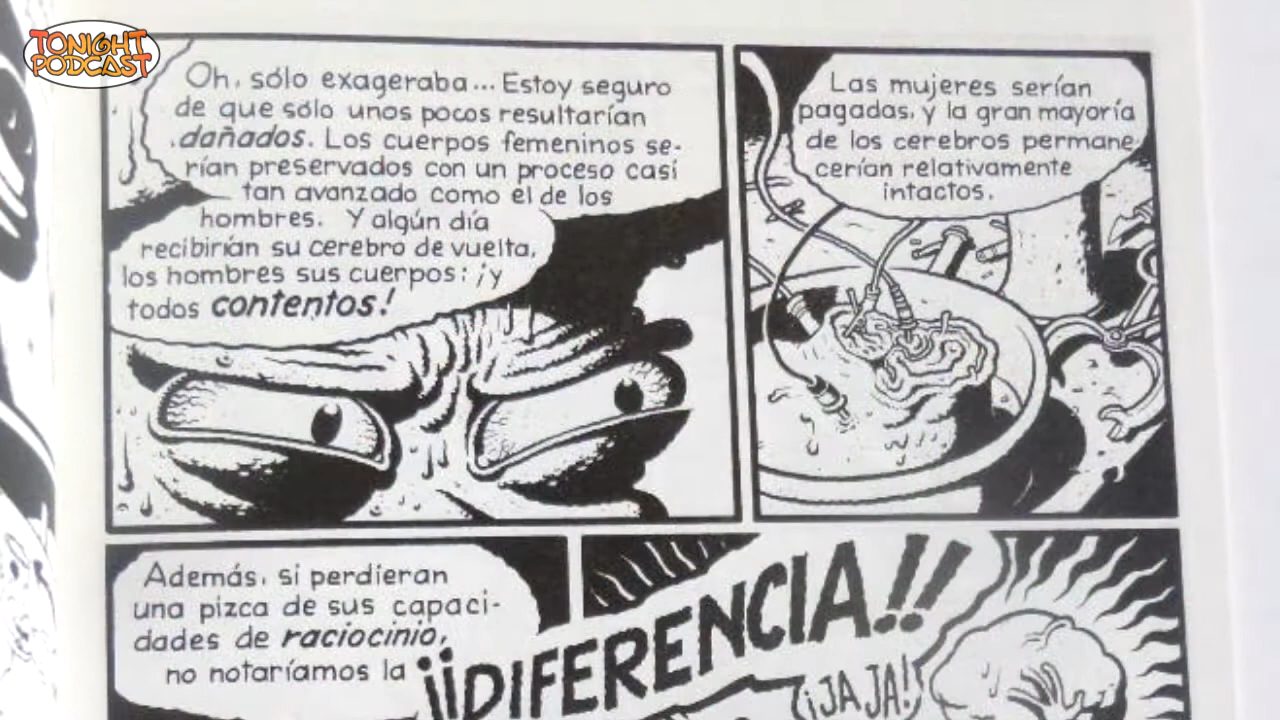 TONIGHT
PODCAST
Oh, sólo exageraba... Estoy seguro
de que sólo unos pocos resultarían
dañados. Los cuerpos femeninos se-
rían preservados con un proceso casi
tan avanzado como el de los
hombres. Y algún día
recibirían su cerebro de vuelta,
los hombres sus cuerpos: ¡y
todos contentos!
Las mujeres serían
pagadas, y la gran mayoría
de los cerebros permane
cerían relativamente
intactos.
Además, si perdieran
una pizca de sus capaci-
dades de raciocinio,
no notaríamos la
¡¡DIFERENCIA!!
¡JA JA!